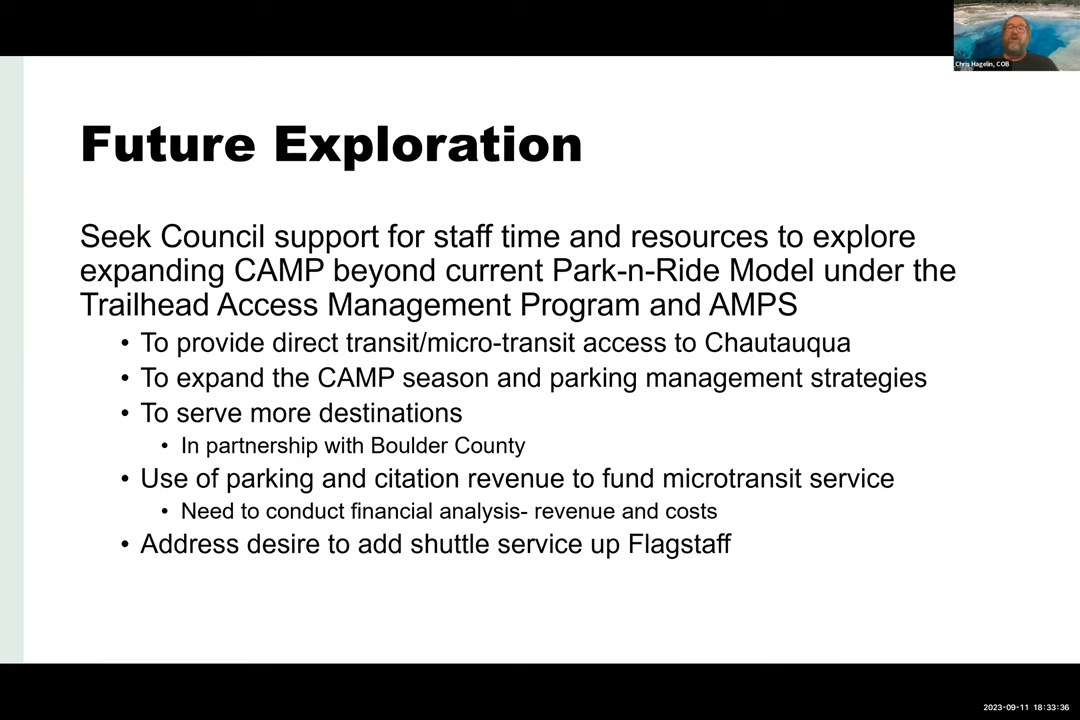 Chris Hagelin, COB
Future Exploration
Seek Council support for staff time and resources to explore
expanding CAMP beyond current Park-n-Ride Model under the
Trailhead Access Management Program and AMPS
• To provide direct transit/micro-transit access to Chautauqua
• To expand the CAMP season and parking management strategies
• To serve more destinations
• In partnership with Boulder County
• Use of parking and citation revenue to fund microtransit service
• Need to conduct financial analysis- revenue and costs
• Address desire to add shuttle service up Flagstaff
2023-09-11 18:33:36